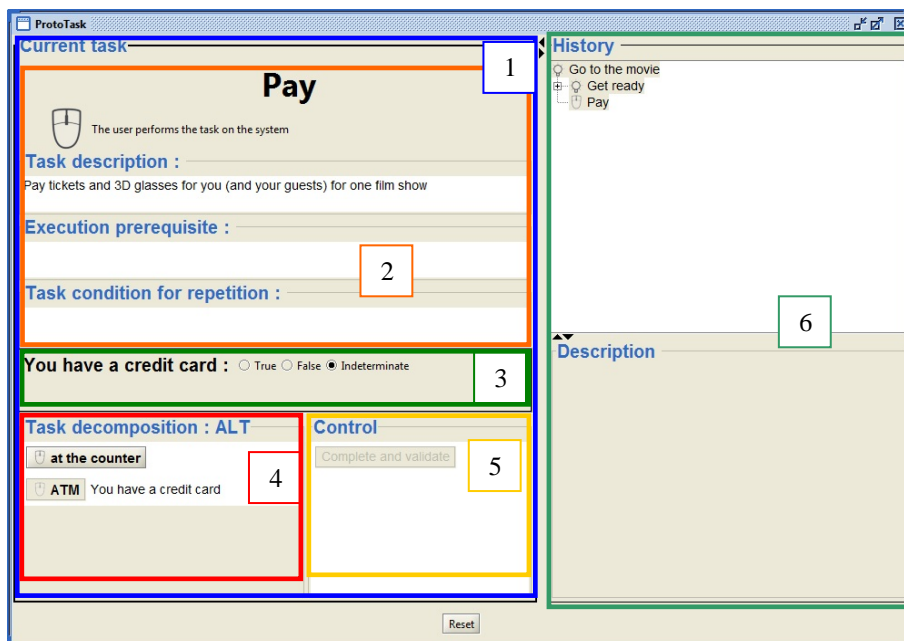 ProtoTask
Current task
1
Pay
The user performs the task on the system
Task description :
Pay tickets and 3D glasses for you (and your guests) for one film show
Execution prerequisite :
2
Task condition for repetition :
You have a credit card : True False Indeterminate
3
Task decomposition : ALT
at the counter
4
ATM You have a credit card
Control
Complete and validate
5
History
Go to the movie
Get ready
Pay
6
Description
Reset